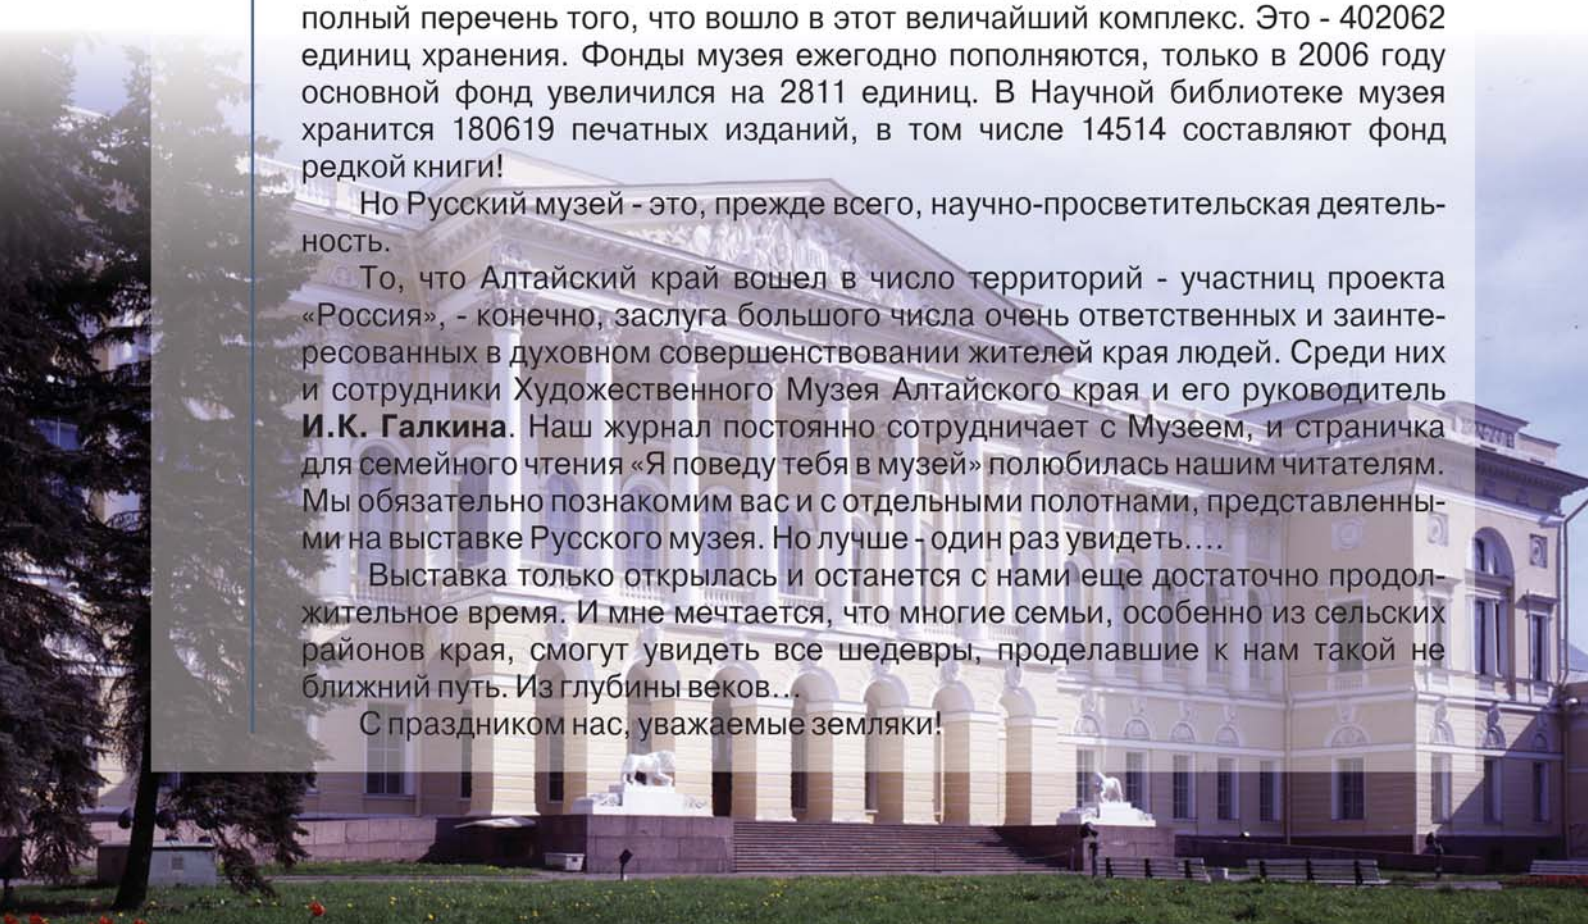 полный перечень того, что вошло в этот величайший комплекс. Это - 402062
единиц хранения. Фонды музея ежегодно пополняются, только в 2006 году
основной фонд увеличился на 2811 единиц. В Научной библиотеке музея
хранится 180619 печатных изданий, в том числе 14514 составляют фонд
редкой книги!
Но Русский музей - это, прежде всего, научно-просветительская деятель-
ность.
То, что Алтайский край вошел в число территорий - участниц проекта
«Россия», - конечно, заслуга большого числа очень ответственных и заинте-
ресованных в духовном совершенствовании жителей края людей. Среди них
и сотрудники Художественного Музея Алтайского края и его руководитель
И.К. Галкина. Наш журнал постоянно сотрудничает с Музеем, и страничка
для семейного чтения «Я поведу тебя в музей» полюбилась нашим читателям.
Мы обязательно познакомим вас и с отдельными полотнами, представленны-
ми на выставке Русского музея. Но лучше - один раз увидеть....
Выставка только открылась и останется с нами еще достаточно продол-
жительное время. И мне мечтается, что многие семьи, особенно из сельских
районов края, смогут увидеть все шедевры, проделавшие к нам такой не
ближний путь. Из глубины веков...
С праздником нас, уважаемые земляки!